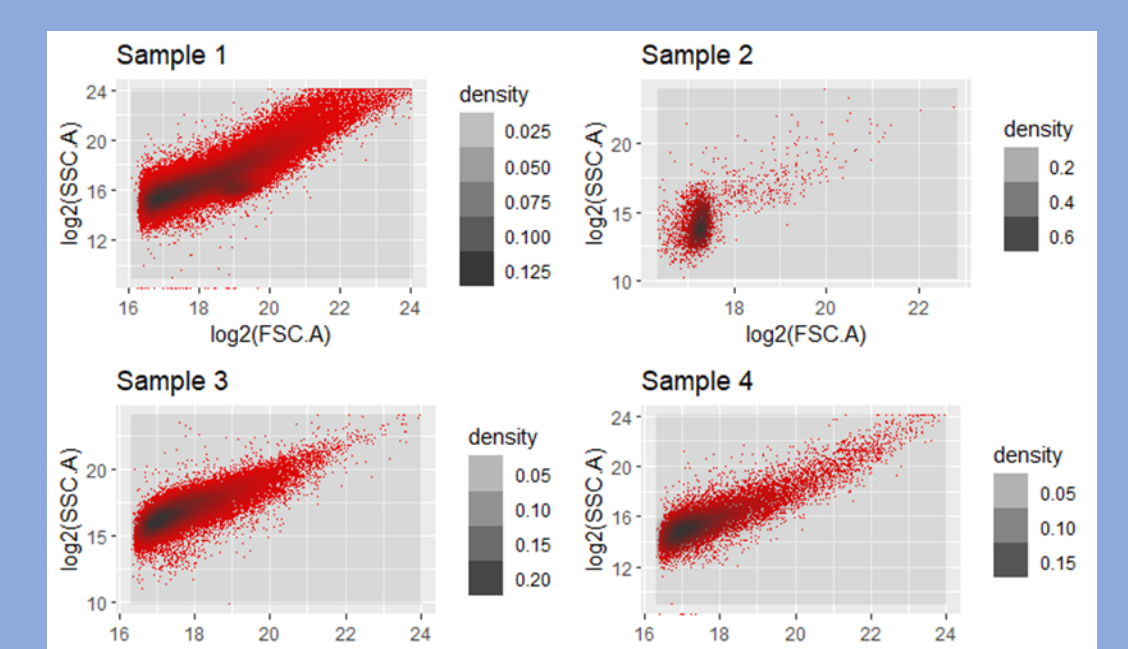 Sample 1
density
0.025
0.050
0.075
0.100
0.125
24
20
16
12
log2(SSC.A)
16 18 20 22 24
log2(FSC.A)
Sample 2
density
0.2
0.4
0.6
20
15
10
log2(SSC.A)
18 20 22
log2(FSC.A)
Sample 3
density
0.05
0.10
0.15
0.20
20
15
10
log2(SSC.A)
16 18 20 22 24
Sample 4
density
0.05
0.10
0.15
24
20
16
12
log2(SSC.A)
16 18 20 22 24